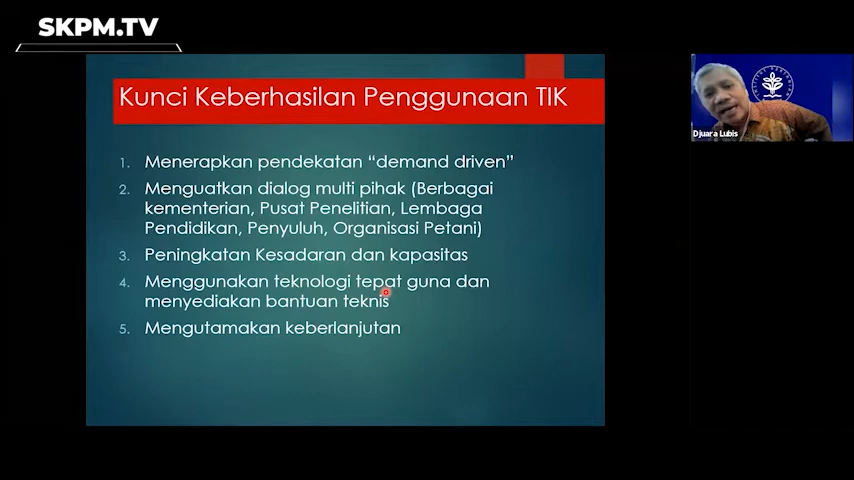 SKPM.TV
Kunci Keberhasilan Penggunaan TIK
1. Menerapkan pendekatan “demand driven”
2. Menguatkan dialog multi pihak (Berbagai
kementerian, Pusat Penelitian, Lembaga
Pendidikan, Penyuluh, Organisasi Petani)
3. Peningkatan Kesadaran dan kapasitas
4. Menggunakan teknologi tepat guna dan
menyediakan bantuan teknis
5. Mengutamakan keberlanjutan
Djuara Lubis